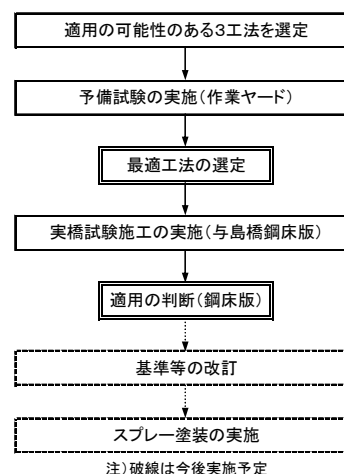 適用の可能性のある3工法を選定
予備試験の実施(作業ヤード)
最適工法の選定
実橋試験施工の実施(与島橋鋼床版)
適用の判断(鋼床版)
基準等の改訂
スプレー塗装の実施
注)破線は今後実施予定